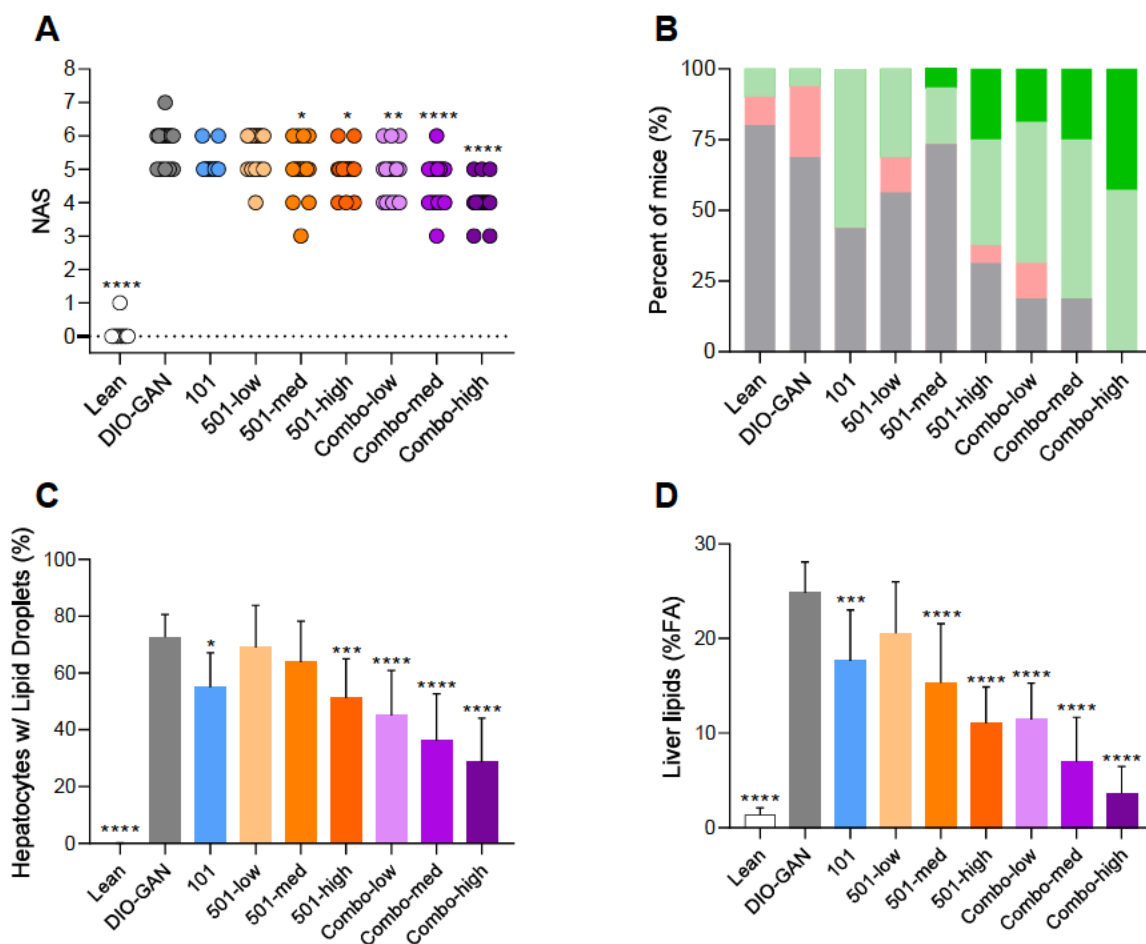 A
NAS
8
7
6
5
4
3
2
1
0
****
*
*
**
****
****
Lean
DIO-GAN
101
501-low
501-med
501-high
Combo-low
Combo-med
Combo-high
B
Percent of mice (%)
100
75
50
25
0
Lean
DIO-GAN
101
501-low
501-med
501-high
Combo-low
Combo-med
Combo-high
C
Hepatocytes w/ Lipid Droplets (%)
100
80
60
40
20
0
****
*
***
****
****
****
Lean
DIO-GAN
101
501-low
501-med
501-high
Combo-low
Combo-med
Combo-high
D
Liver lipids (%FA)
30
20
10
0
****
***
****
****
****
****
****
Lean
DIO-GAN
101
501-low
501-med
501-high
Combo-low
Combo-med
Combo-high